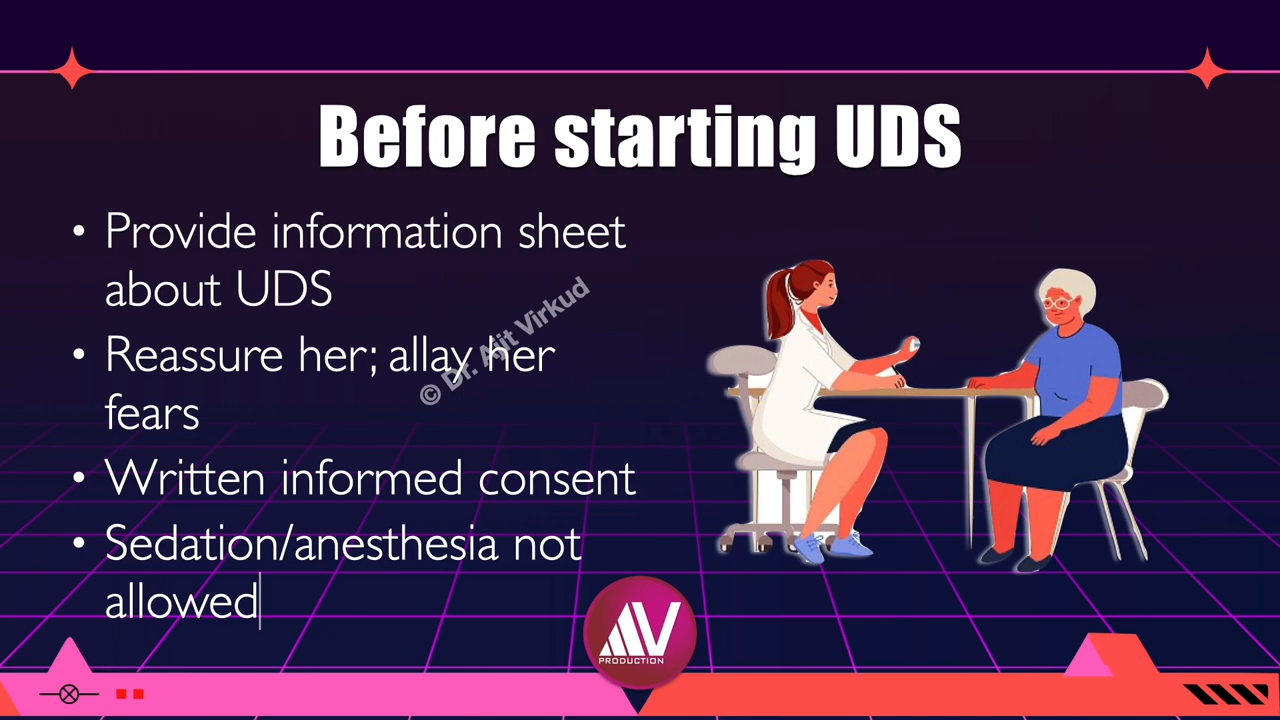 Before starting UDS
• Provide information sheet
about UDS
• Reassure her; allay her
fears
• Written informed consent
• Sedation/anesthesia not
allowed
© Dr. Ajit Virkud
AV
PRODUCTION